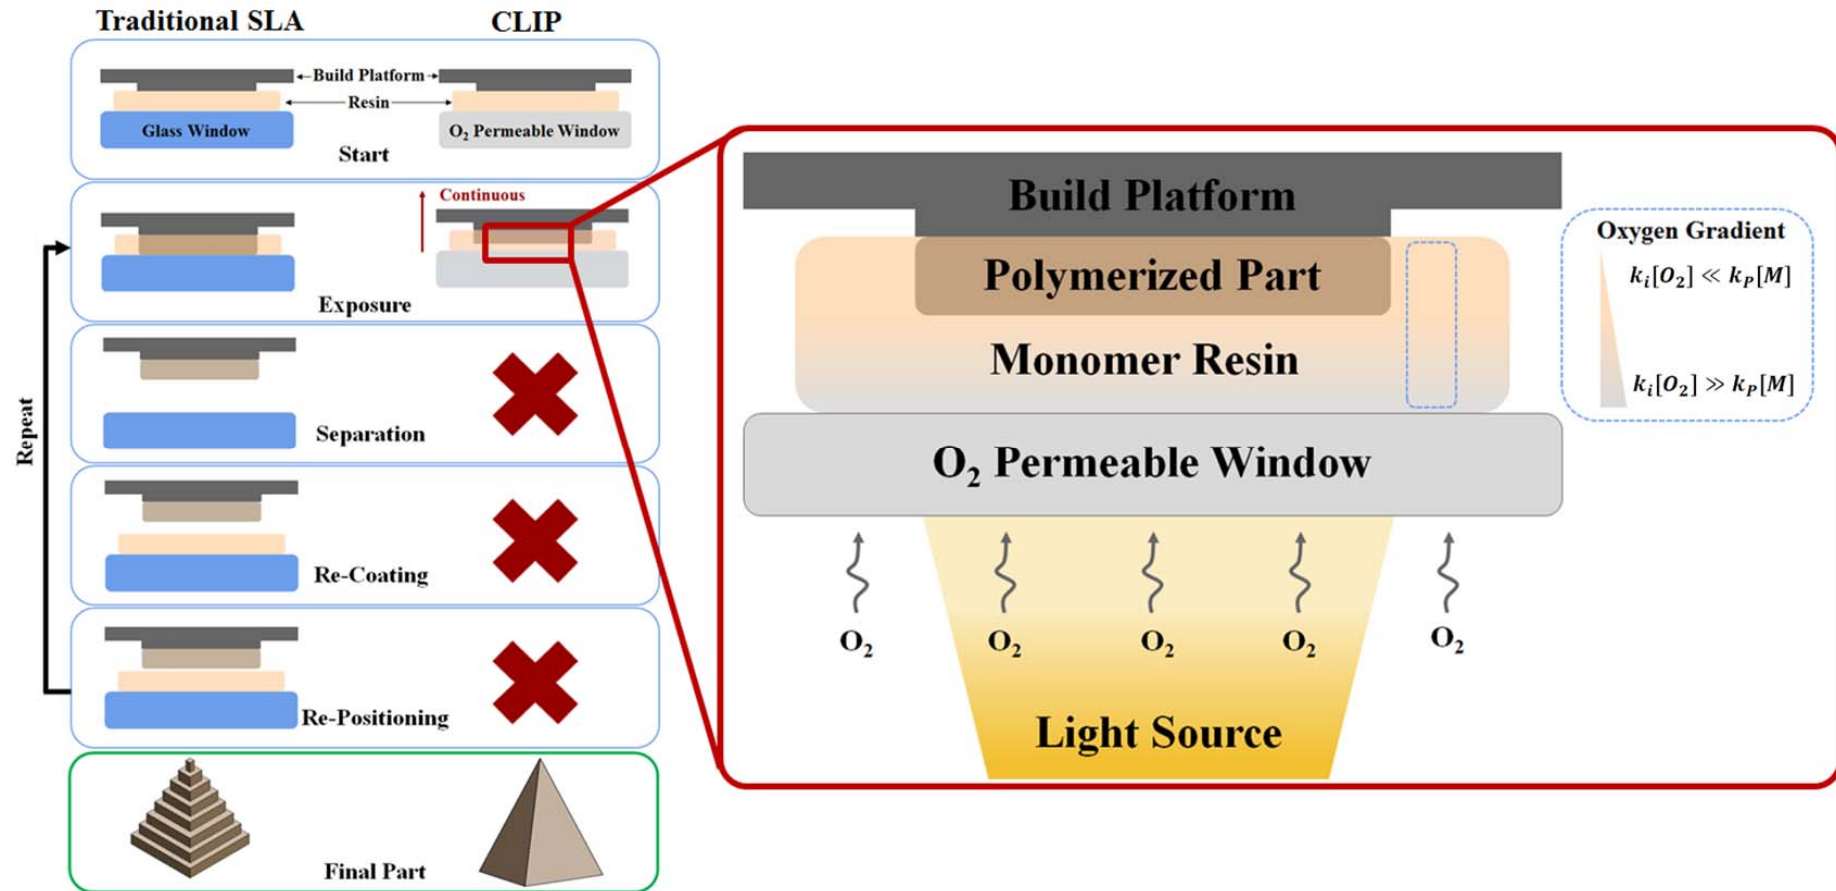 Traditional SLA
CLIP
Build Platform
Resin
Glass Window
O₂ Permeable Window
Start
Continuous
Exposure
Separation
Re-Coating
Re-Positioning
Repeat
Final Part
Build Platform
Polymerized Part
Monomer Resin
O₂ Permeable Window
O₂ O₂ O₂ O₂ O₂
Light Source
Oxygen Gradient
kᵢ[O₂] ≪ k_P[M]
kᵢ[O₂] ≫ k_P[M]